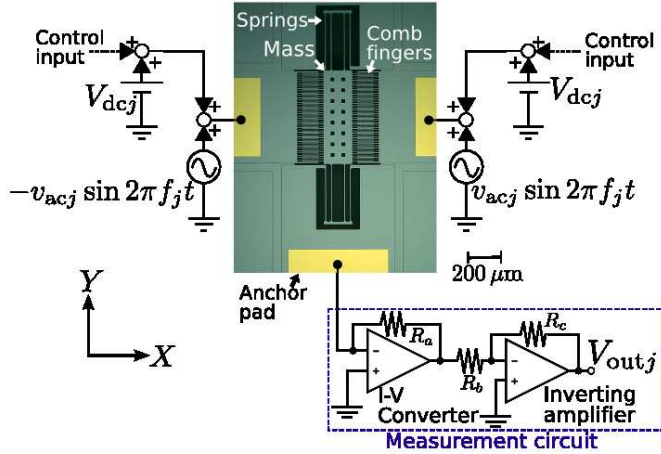 Springs
Mass
Comb
fingers
Control
input
+
+
V_dcj
+
+
-v_acj sin 2πf_jt
Control
input
+
+
V_dcj
+
+
v_acj sin 2πf_jt
200 μm
Anchor
pad
Y
X
R_a
-
+
I-V
Converter
R_b
R_c
-
+
Inverting
amplifier
V_outj
Measurement circuit